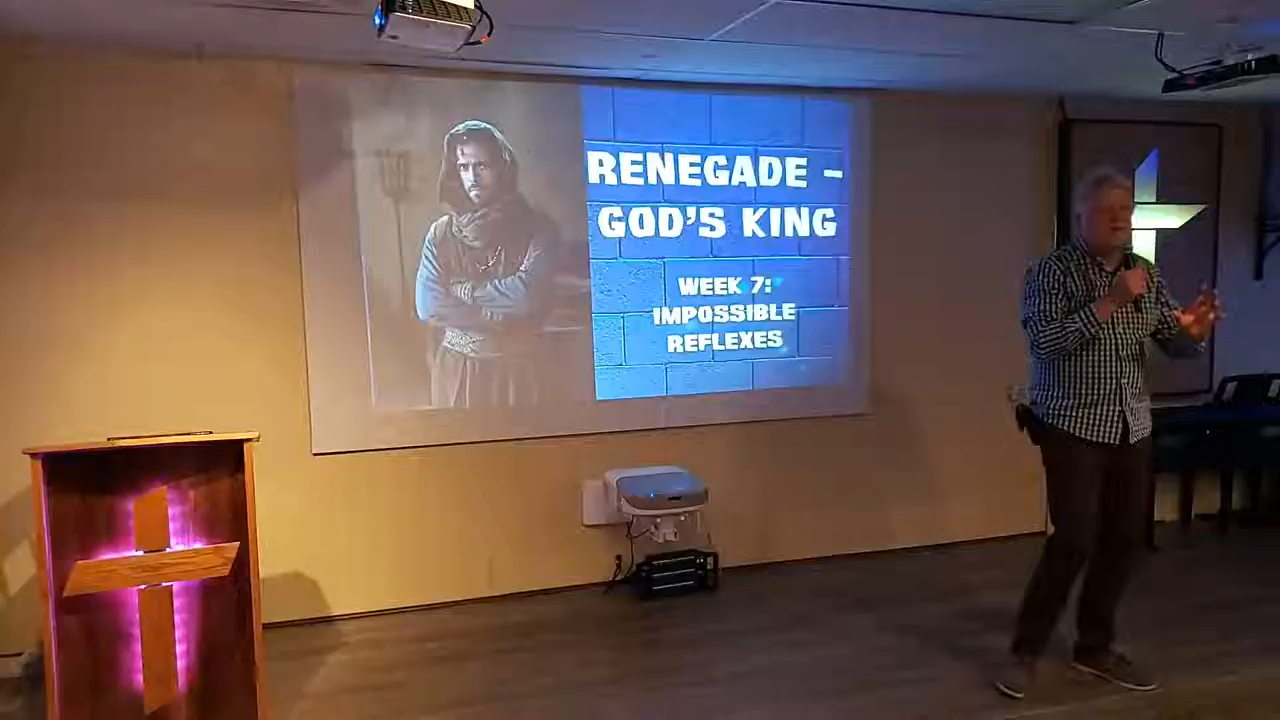 RENEGADE –
GOD'S KING
WEEK 7:
IMPOSSIBLE
REFLEXES